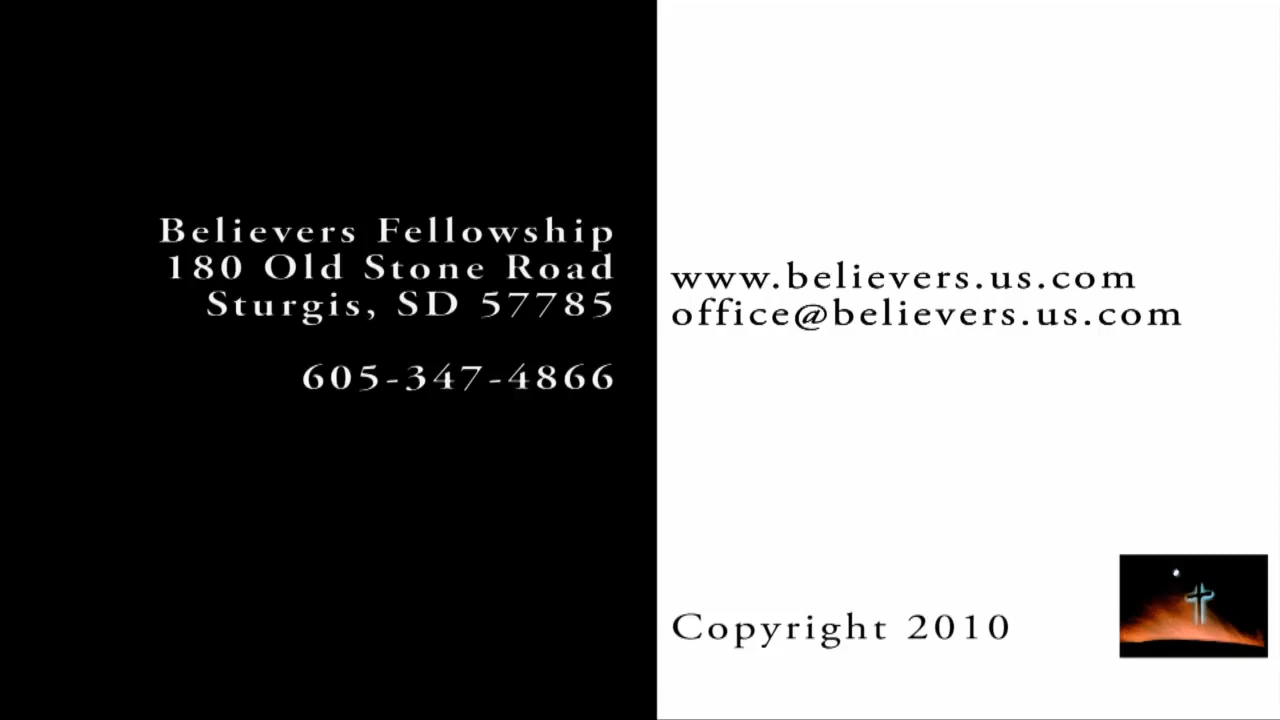 Believers Fellowship
180 Old Stone Road
Sturgis, SD 57785
605-347-4866
www.believers.us.com
office@believers.us.com
Copyright 2010